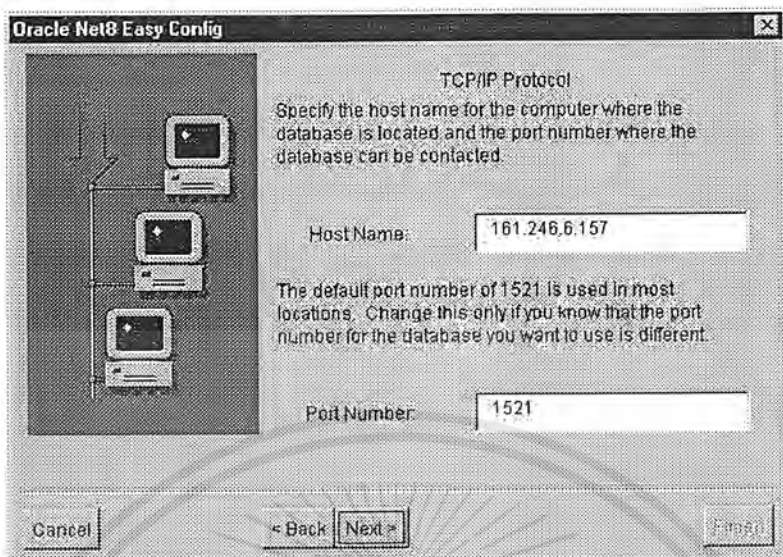 Oracle Net8 Easy Config
TCP/IP Protocol
Specify the host name for the computer where the
database is located and the port number where the
database can be contacted.
Host Name:
161.246.6.157
The default port number of 1521 is used in most
locations. Change this only if you know that the port
number for the database you want to use is different.
Port Number:
1521
Cancel
< Back
Next >
Finish